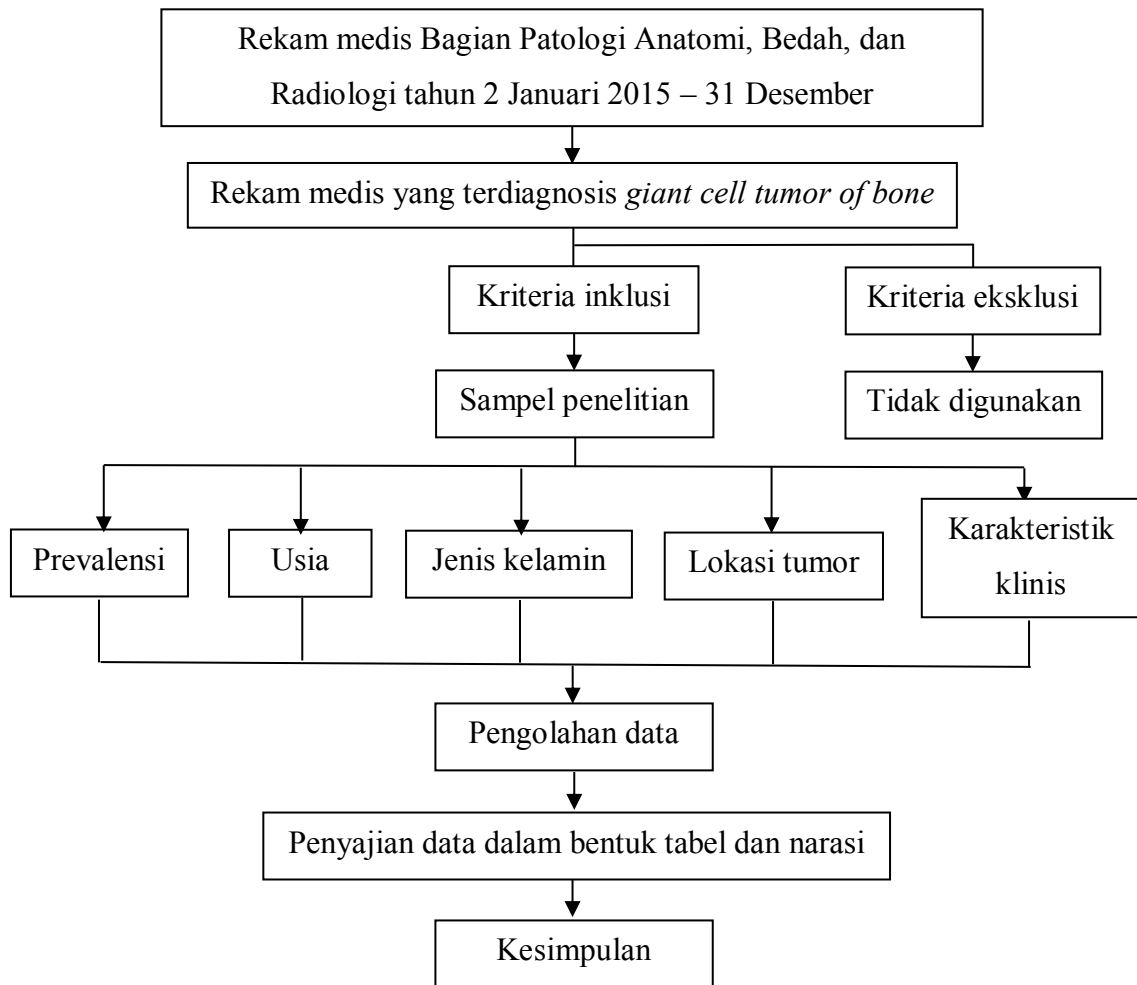 Rekam medis Bagian Patologi Anatomi, Bedah, dan
Radiologi tahun 2 Januari 2015 – 31 Desember
Rekam medis yang terdiagnosis giant cell tumor of bone
Kriteria inklusi
Kriteria eksklusi
Sampel penelitian
Tidak digunakan
Prevalensi
Usia
Jenis kelamin
Lokasi tumor
Karakteristik
klinis
Pengolahan data
Penyajian data dalam bentuk tabel dan narasi
Kesimpulan